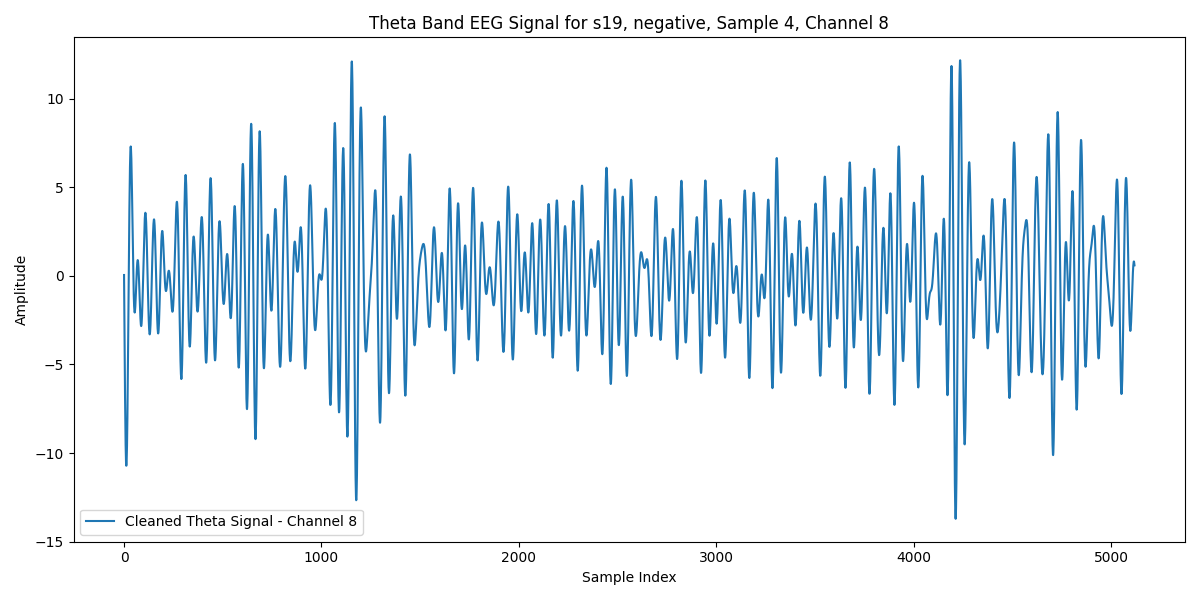 Theta Band EEG Signal for s19, negative, Sample 4, Channel 8
Amplitude
10
5
0
−5
−10
−15
Cleaned Theta Signal - Channel 8
0 1000 2000 3000 4000 5000
Sample Index